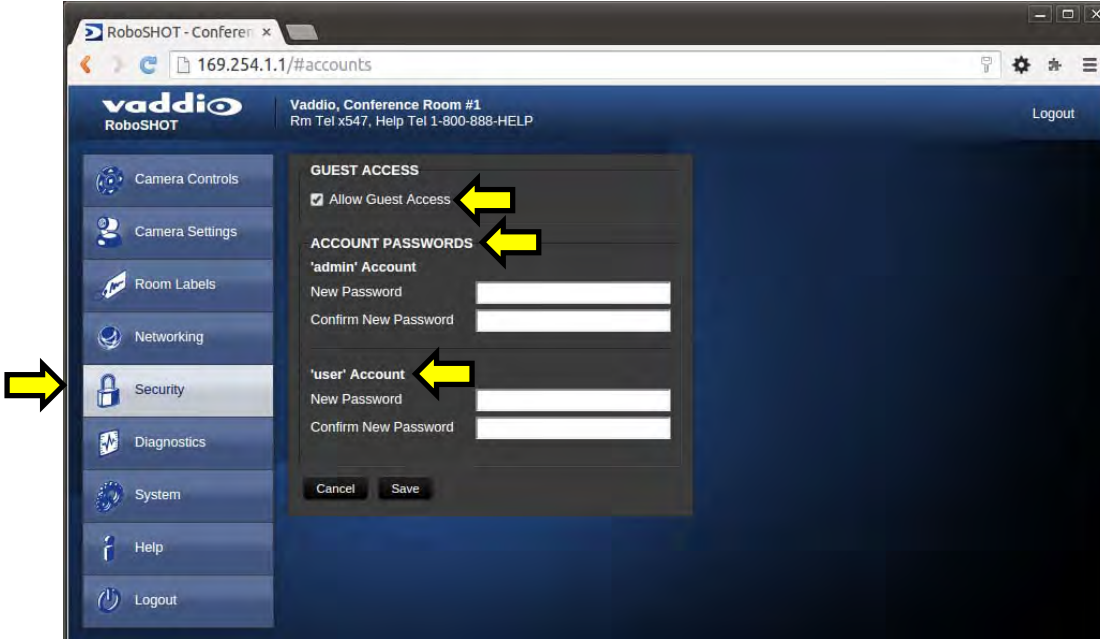 RoboSHOT - Conferen ×
169.254.1.1/#accounts
vaddio
RoboSHOT
Vaddio, Conference Room #1
Rm Tel x547, Help Tel 1-800-888-HELP
Logout
Camera Controls
Camera Settings
Room Labels
Networking
Security
Diagnostics
System
Help
Logout
GUEST ACCESS
Allow Guest Access
ACCOUNT PASSWORDS
'admin' Account
New Password
Confirm New Password
'user' Account
New Password
Confirm New Password
Cancel Save